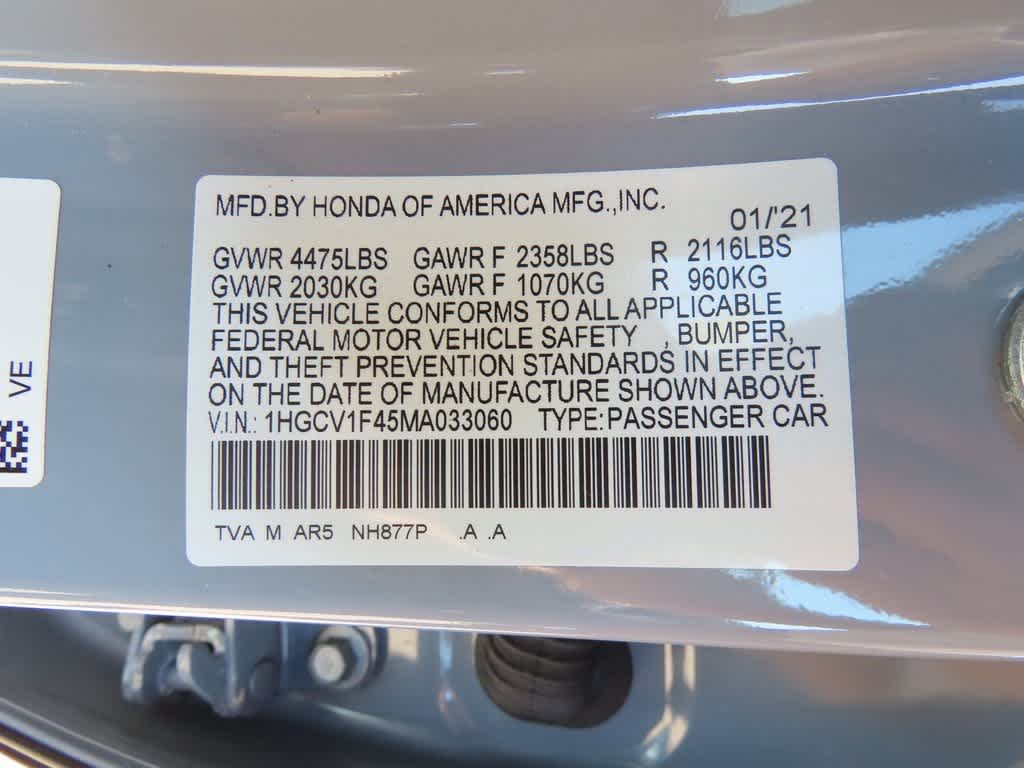 MFD.BY HONDA OF AMERICA MFG.,INC.
01/'21
GVWR 4475LBS GAWR F 2358LBS R 2116LBS
GVWR 2030KG GAWR F 1070KG R 960KG
THIS VEHICLE CONFORMS TO ALL APPLICABLE
FEDERAL MOTOR VEHICLE SAFETY , BUMPER,
AND THEFT PREVENTION STANDARDS IN EFFECT
ON THE DATE OF MANUFACTURE SHOWN ABOVE.
V.I.N.: 1HGCV1F45MA033060 TYPE:PASSENGER CAR
TVA M AR5 NH877P .A .A
VE